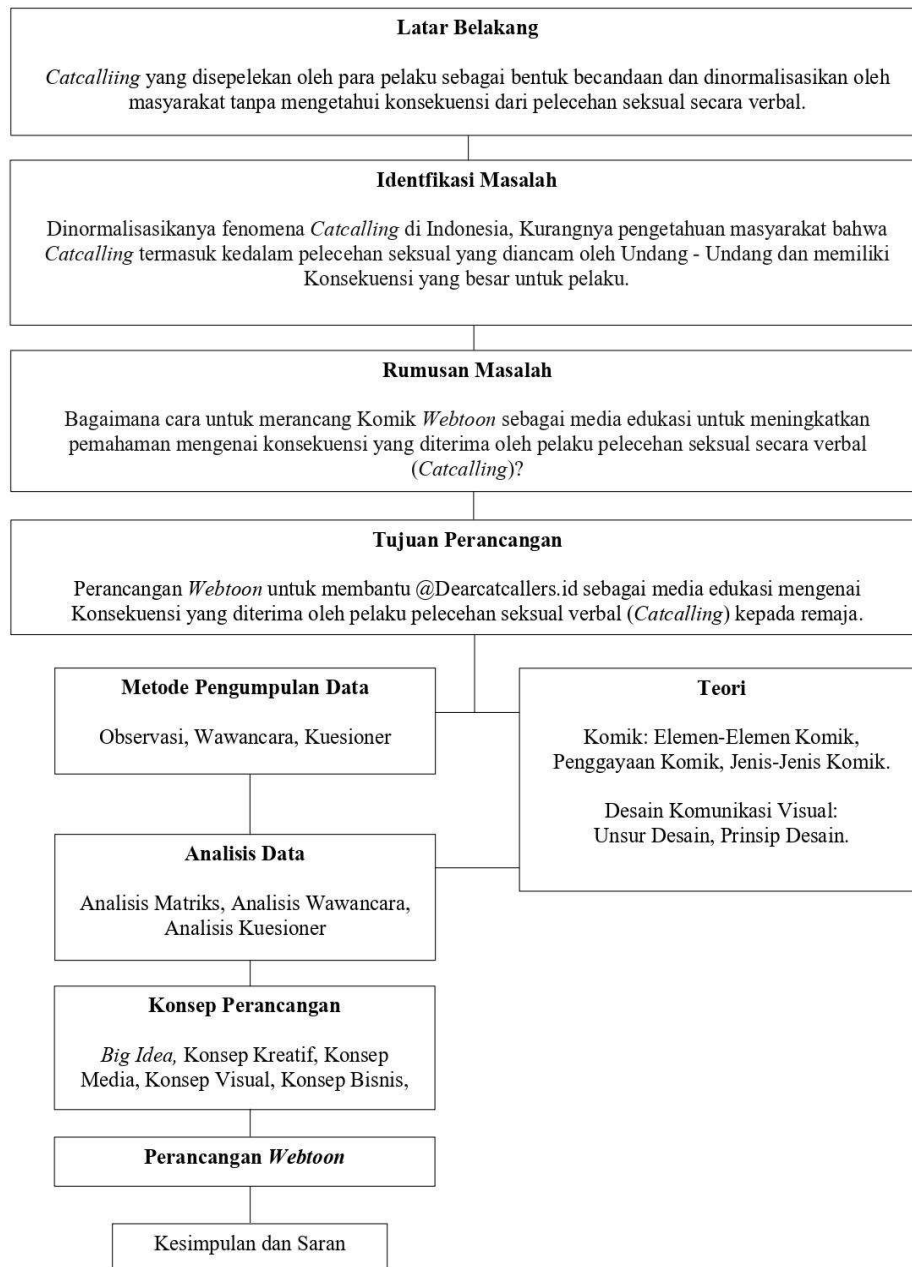 Latar Belakang
Catcalliing yang disepelekan oleh para pelaku sebagai bentuk becandaan dan dinormalisasikan oleh
masyarakat tanpa mengetahui konsekuensi dari pelecehan seksual secara verbal.
Identfikasi Masalah
Dinormalisasikanya fenomena Catcalling di Indonesia, Kurangnya pengetahuan masyarakat bahwa
Catcalling termasuk kedalam pelecehan seksual yang diancam oleh Undang - Undang dan memiliki
Konsekuensi yang besar untuk pelaku.
Rumusan Masalah
Bagaimana cara untuk merancang Komik Webtoon sebagai media edukasi untuk meningkatkan
pemahaman mengenai konsekuensi yang diterima oleh pelaku pelecehan seksual secara verbal
(Catcalling)?
Tujuan Perancangan
Perancangan Webtoon untuk membantu @Dearcatcallers.id sebagai media edukasi mengenai
Konsekuensi yang diterima oleh pelaku pelecehan seksual verbal (Catcalling) kepada remaja.
Metode Pengumpulan Data
Observasi, Wawancara, Kuesioner
Teori
Komik: Elemen-Elemen Komik,
Penggayaan Komik, Jenis-Jenis Komik.
Desain Komunikasi Visual:
Unsur Desain, Prinsip Desain.
Analisis Data
Analisis Matriks, Analisis Wawancara,
Analisis Kuesioner
Konsep Perancangan
Big Idea, Konsep Kreatif, Konsep
Media, Konsep Visual, Konsep Bisnis,
Perancangan Webtoon
Kesimpulan dan Saran